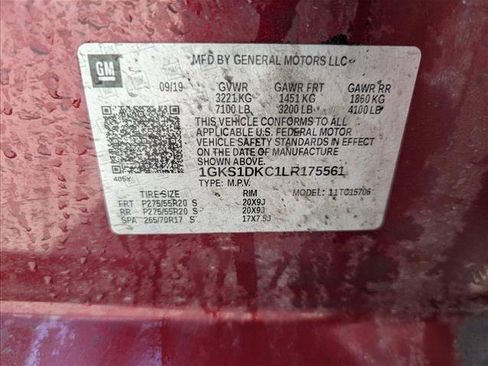 GM
MFD BY GENERAL MOTORS LLC
09/19 GVWR GAWR FRT GAWR RR
3221 KG 1451 KG 1860 KG
7100 LB 3200 LB 4100 LB
THIS VEHICLE CONFORMS TO ALL
APPLICABLE U.S. FEDERAL MOTOR
VEHICLE SAFETY STANDARDS IN EFFECT
ON THE DATE OF MANUFACTURE
SHOWN ABOVE.
1GKS1DKC1LR175561
TYPE: M.P.V. MODEL: 11TC15706
405Y
TIRE SIZE RIM
FRT P275/55R20 S 20X9J
RR P275/55R20 S 20X9J
SPA 265/70R17 S 17X7.5J